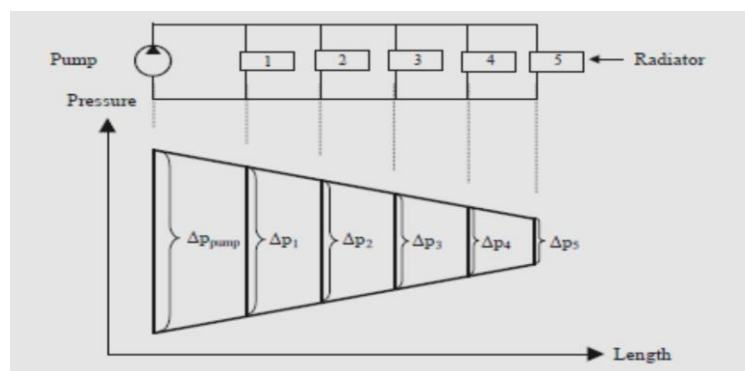 Pump
1 2 3 4 5
Radiator
Pressure
Δp_pump Δp₁ Δp₂ Δp₃ Δp₄ Δp₅
Length